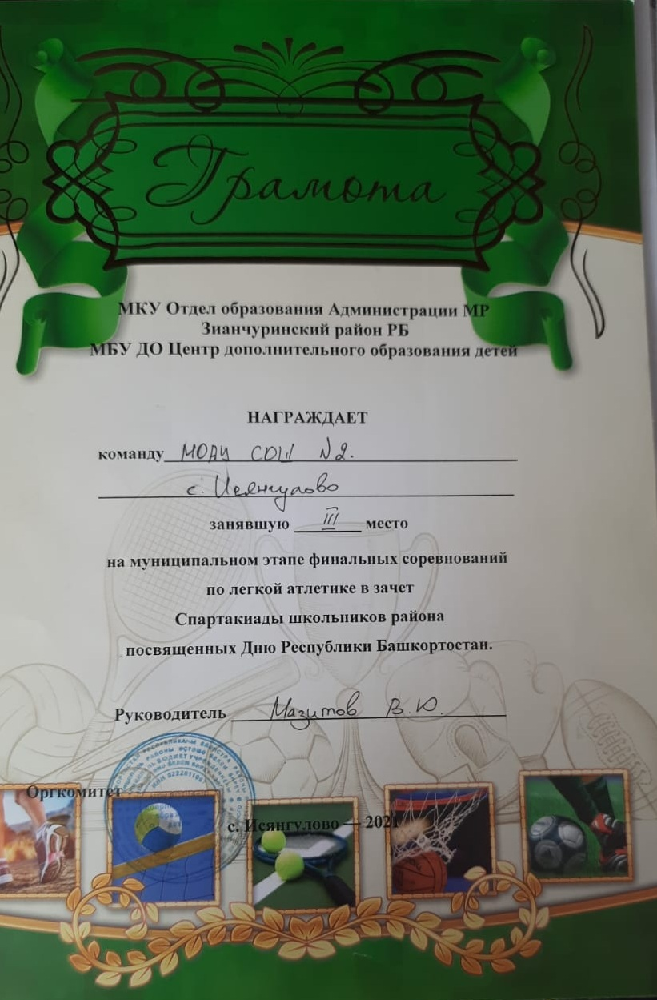 Грамота
МКУ Отдел образования Администрации МР
Зианчуринский район РБ
МБУ ДО Центр дополнительного образования детей
НАГРАЖДАЕТ
команду МОАУ СОШ №2.
с. Исянгулово
занявшую III место
на муниципальном этапе финальных соревнований
по легкой атлетике в зачет
Спартакиады школьников района
посвященных Дню Республики Башкортостан.
Руководитель Мазитов В.Ю.
Оргкомитет
с. Исянгулово — 2021